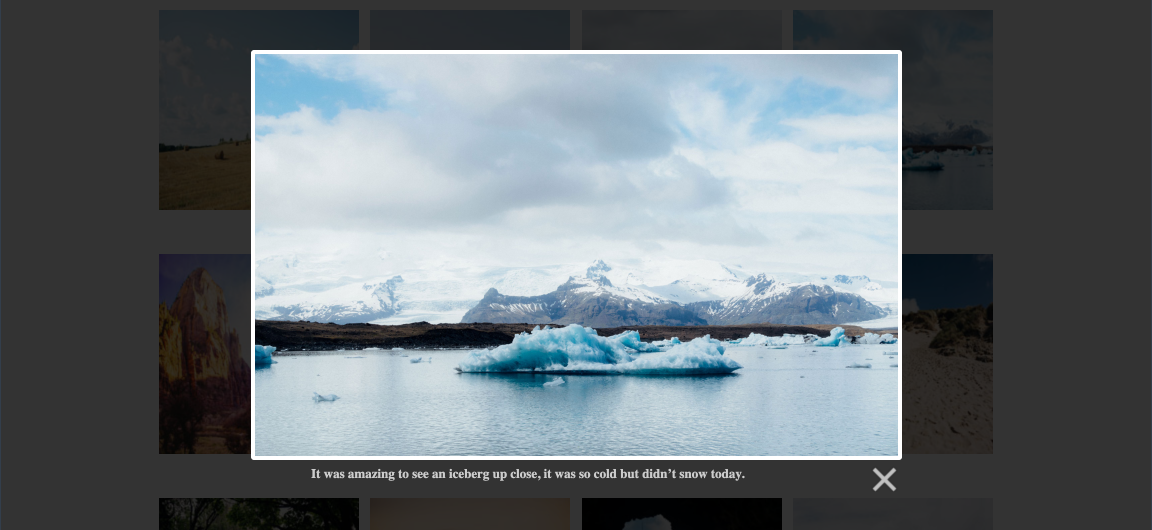 It was amazing to see an iceberg up close, it was so cold but didn’t snow today.